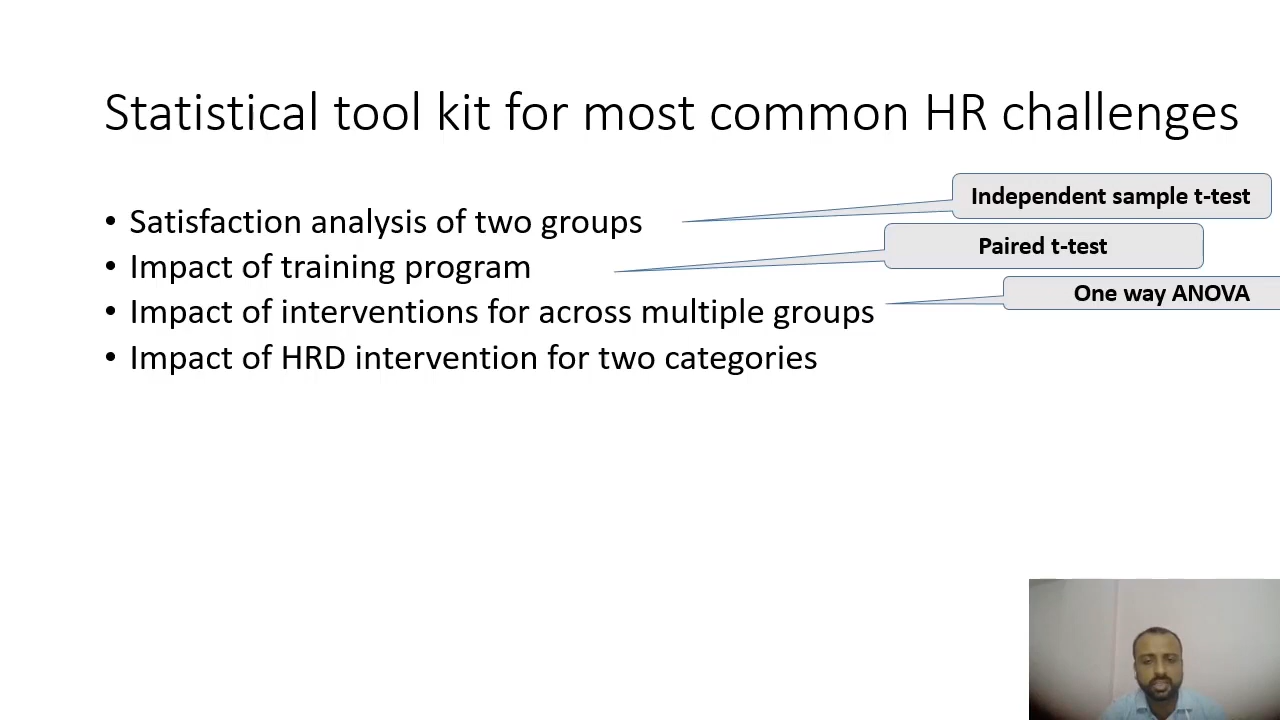 Statistical tool kit for most common HR challenges
Independent sample t-test
• Satisfaction analysis of two groups
Paired t-test
• Impact of training program
One way ANOVA
• Impact of interventions for across multiple groups
• Impact of HRD intervention for two categories